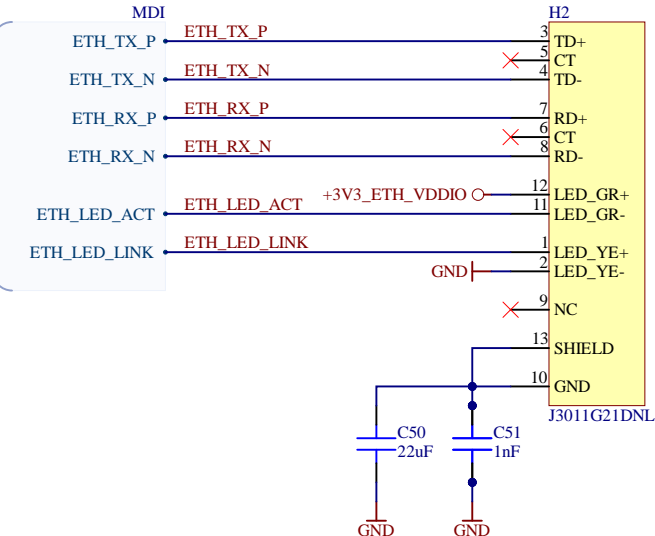 MDI
H2
ETH_TX_P ETH_TX_P 3 TD+
5 CT
ETH_TX_N ETH_TX_N 4 TD-
ETH_RX_P ETH_RX_P 7 RD+
6 CT
ETH_RX_N ETH_RX_N 8 RD-
+3V3_ETH_VDDIO 12 LED_GR+
ETH_LED_ACT ETH_LED_ACT 11 LED_GR-
ETH_LED_LINK ETH_LED_LINK 1 LED_YE+
GND 2 LED_YE-
9 NC
13 SHIELD
10 GND
J3011G21DNL
C50 C51
22uF 1nF
GND GND